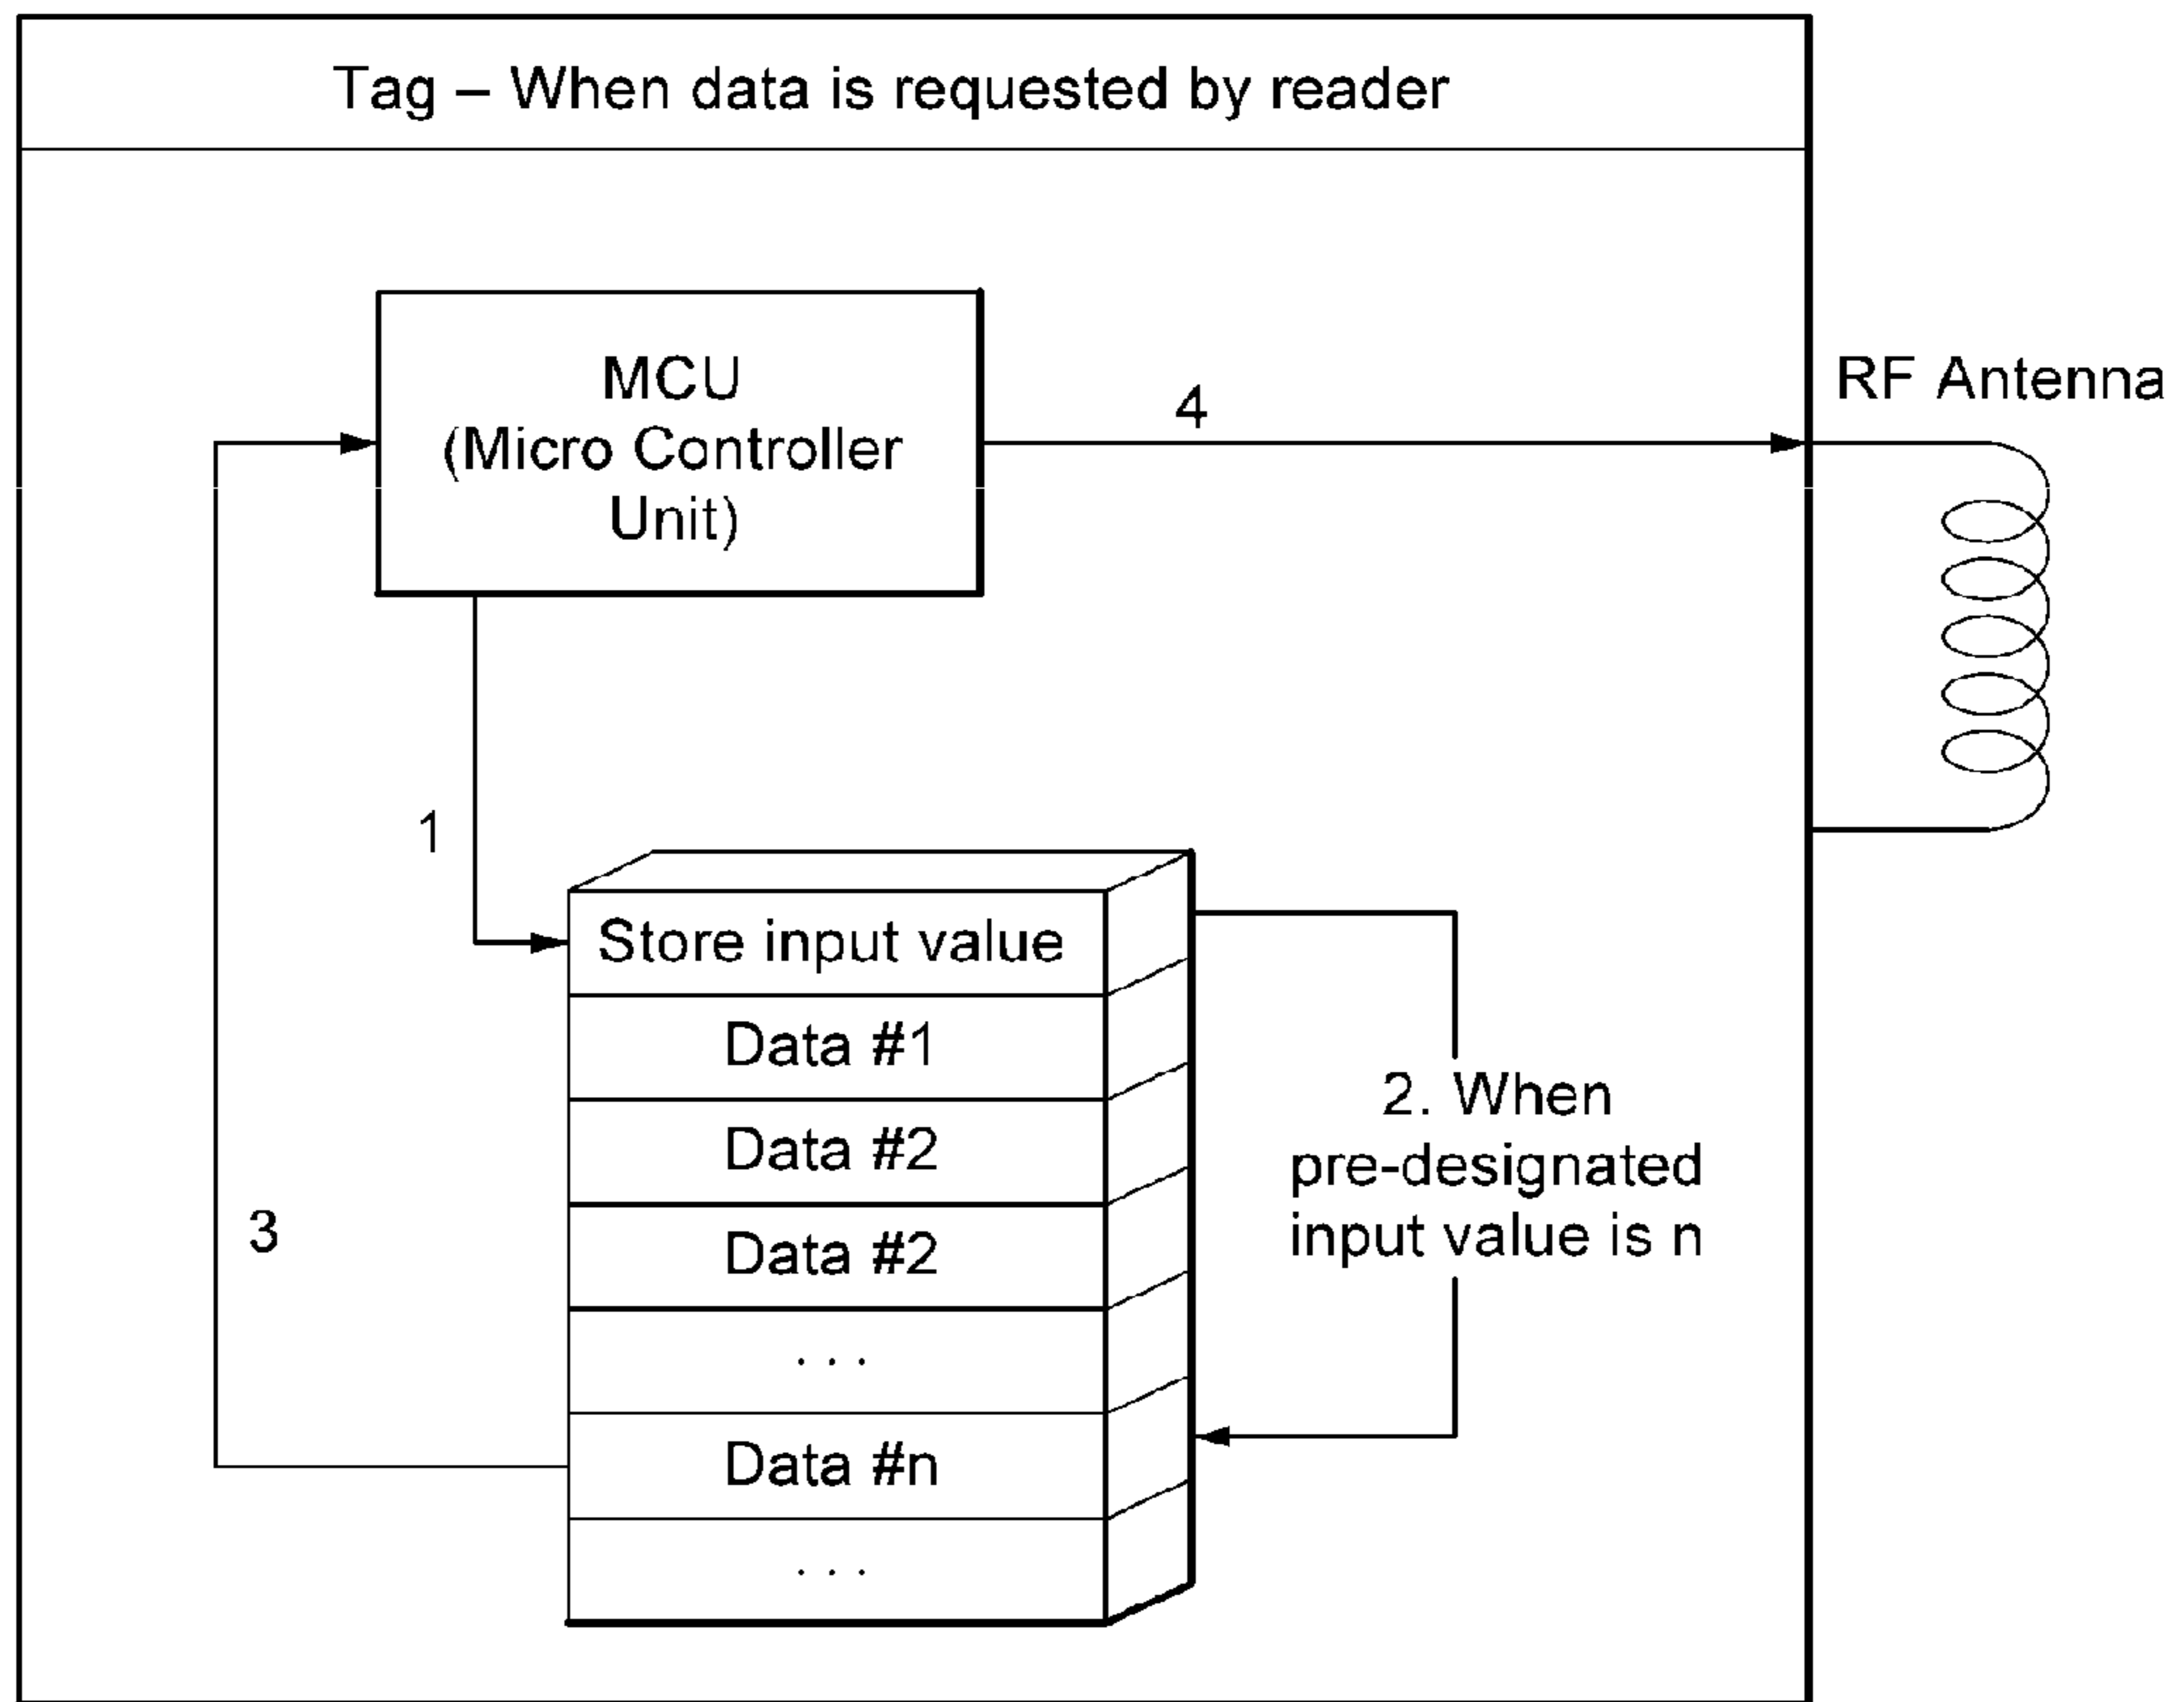 Tag – When data is requested by reader
MCU
(Micro Controller
Unit)
4
RF Antenna
1
Store input value
Data #1
Data #2
Data #2
. . .
Data #n
. . .
2. When
pre-designated
input value is n
3